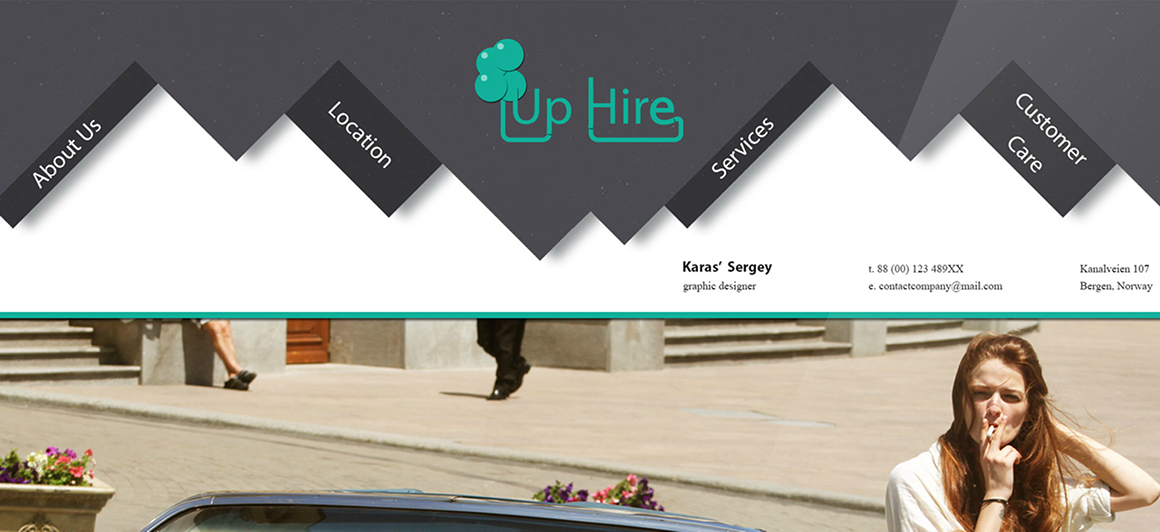 Up Hire
About Us
Location
Services
Customer
Care
Karas’ Sergey
graphic designer
t. 88 (00) 123 489XX
e. contactcompany@mail.com
Kanalveien 107
Bergen, Norway